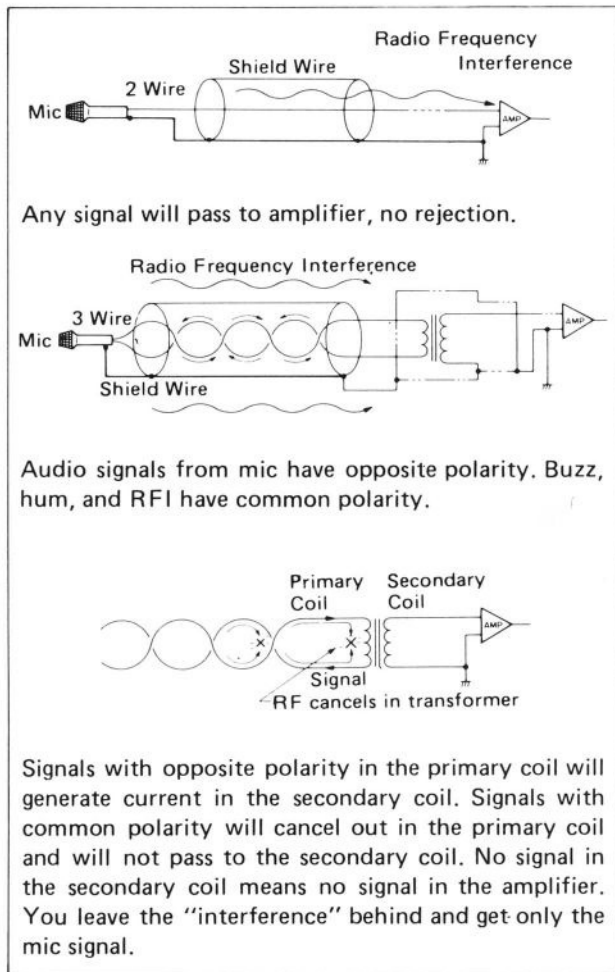 Radio Frequency
Interference
Shield Wire
2 Wire
Mic
AMP
Any signal will pass to amplifier, no rejection.
Radio Frequency Interference
3 Wire
Mic
AMP
Shield Wire
Audio signals from mic have opposite polarity. Buzz,
hum, and RFI have common polarity.
Primary Secondary
Coil Coil
AMP
Signal
RF cancels in transformer
Signals with opposite polarity in the primary coil will
generate current in the secondary coil. Signals with
common polarity will cancel out in the primary coil
and will not pass to the secondary coil. No signal in
the secondary coil means no signal in the amplifier.
You leave the “interference” behind and get only the
mic signal.